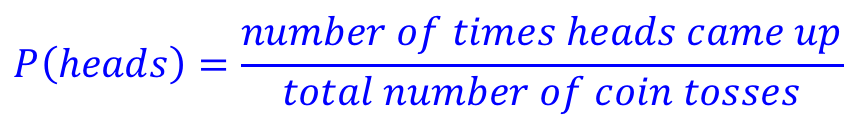 P(heads) = number of times heads came up
total number of coin tosses